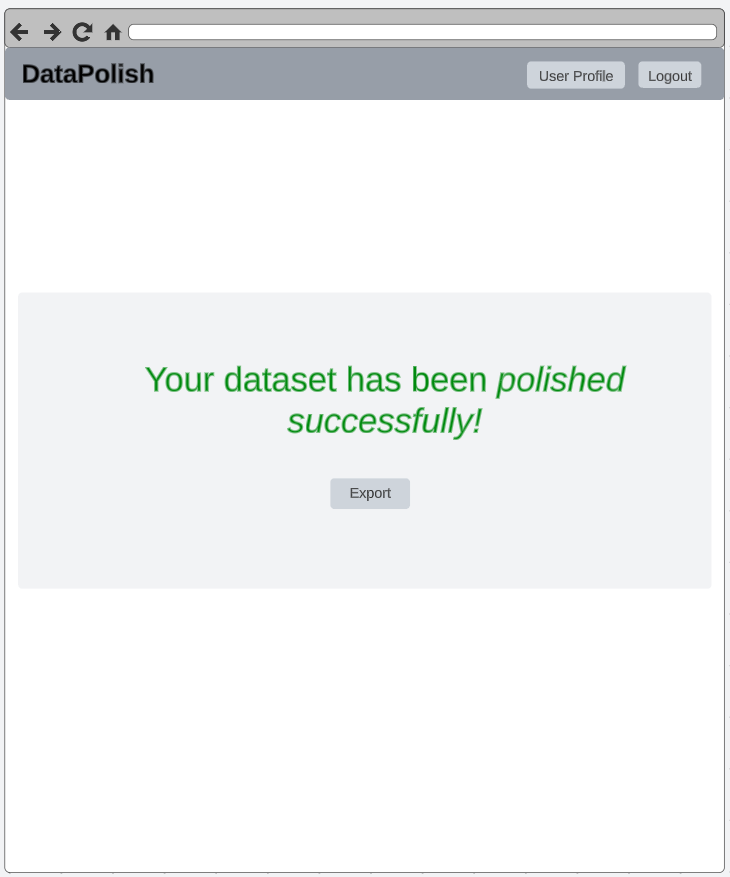 DataPolish
User Profile
Logout
Your dataset has been polished
successfully!
Export